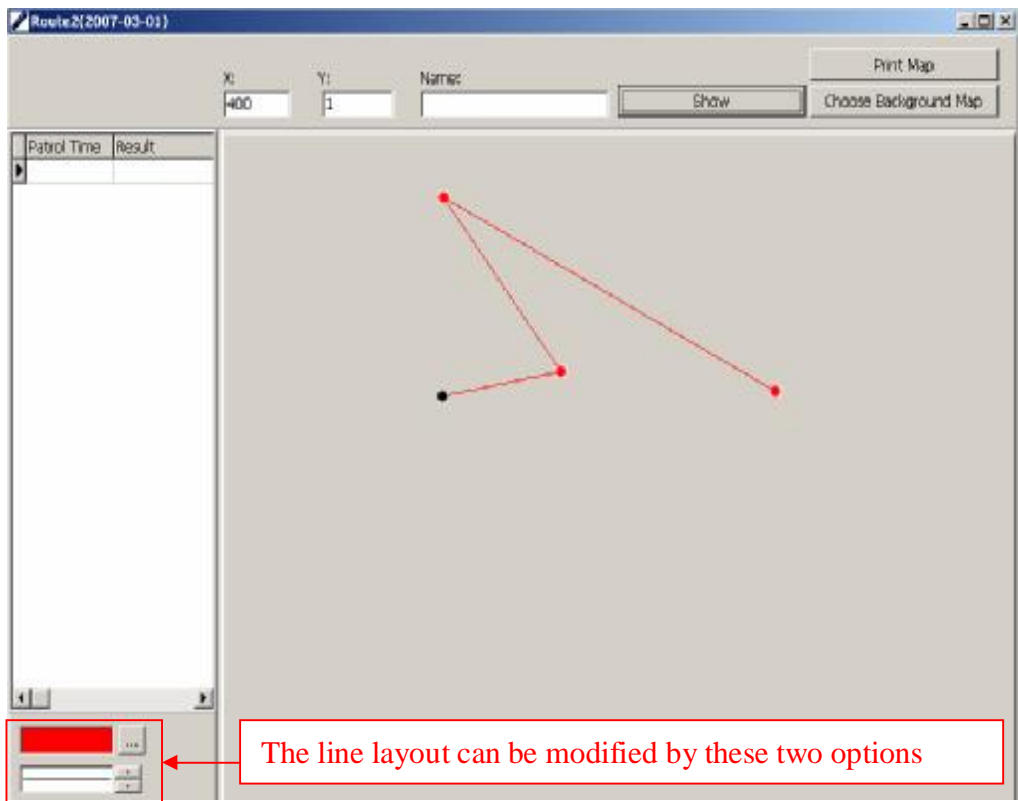 Route2(2007-03-01)
Print Map
X: Y: Name:
400 1 Show Choose Background Map
Patrol Time Result
...
The line layout can be modified by these two options